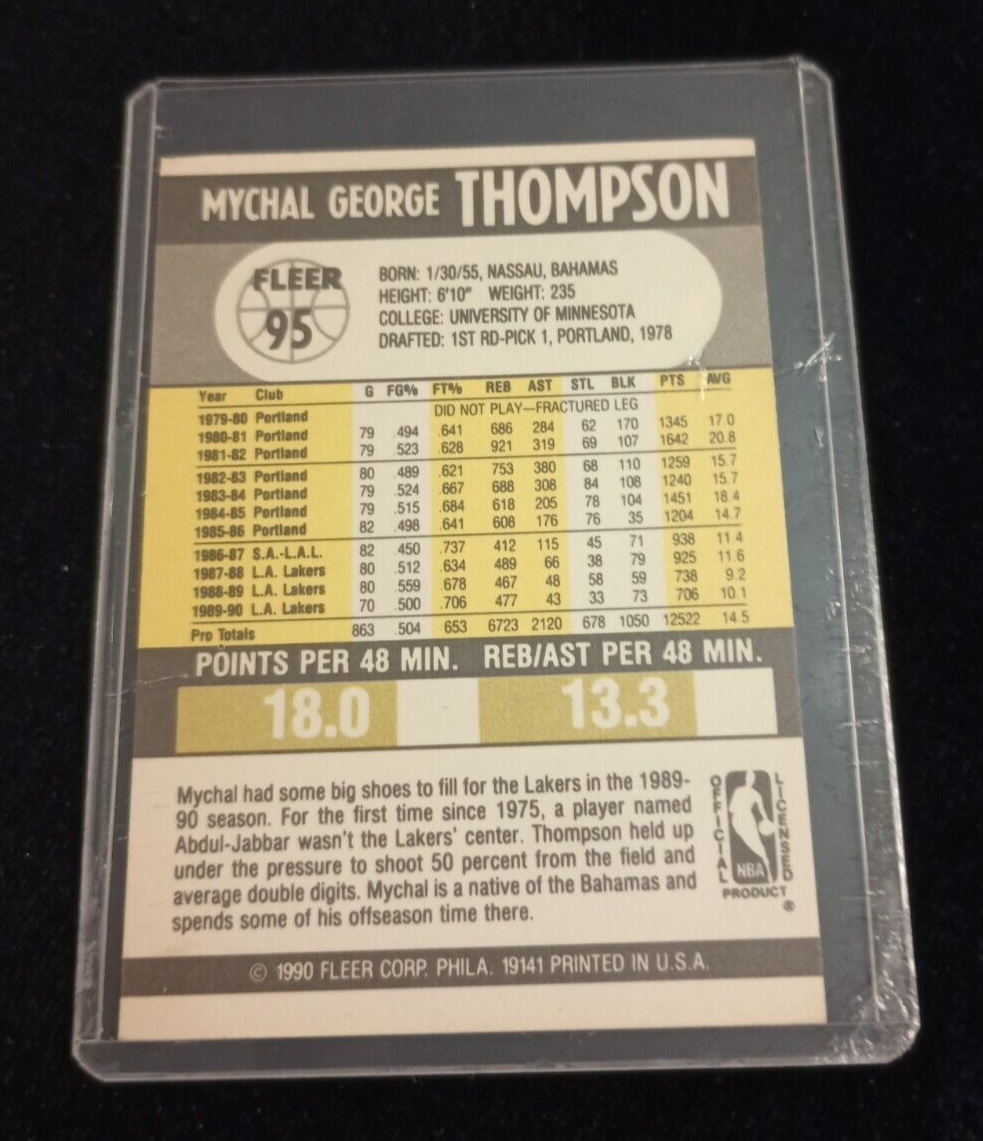 MYCHAL GEORGE THOMPSON
FLEER
95
BORN: 1/30/55, NASSAU, BAHAMAS
HEIGHT: 6'10" WEIGHT: 235
COLLEGE: UNIVERSITY OF MINNESOTA
DRAFTED: 1ST RD-PICK 1, PORTLAND, 1978
Year Club G FG% FT% REB AST STL BLK PTS AVG
1979-80 Portland DID NOT PLAY—FRACTURED LEG
1980-81 Portland 79 .494 .641 686 284 62 170 1345 17.0
1981-82 Portland 79 .523 .628 921 319 69 107 1642 20.8
1982-83 Portland 80 .489 .621 753 380 68 110 1259 15.7
1983-84 Portland 79 .524 .667 688 308 84 108 1240 15.7
1984-85 Portland 79 .515 .684 618 205 78 104 1451 18.4
1985-86 Portland 82 .498 .641 608 176 76 35 1204 14.7
1986-87 S.A.-L.A.L. 82 .450 .737 412 115 45 71 938 11.4
1987-88 L.A. Lakers 80 .512 .634 489 66 38 79 925 11.6
1988-89 L.A. Lakers 80 .559 .678 467 48 58 59 738 9.2
1989-90 L.A. Lakers 70 .500 .706 477 43 33 73 706 10.1
Pro Totals 863 .504 .653 6723 2120 678 1050 12522 14.5
POINTS PER 48 MIN. REB/AST PER 48 MIN.
18.0 13.3
Mychal had some big shoes to fill for the Lakers in the 1989-
90 season. For the first time since 1975, a player named
Abdul-Jabbar wasn't the Lakers' center. Thompson held up
under the pressure to shoot 50 percent from the field and
average double digits. Mychal is a native of the Bahamas and
spends some of his offseason time there.
OFFICIAL
LICENSED
NBA
PRODUCT
®
© 1990 FLEER CORP. PHILA. 19141 PRINTED IN U.S.A.